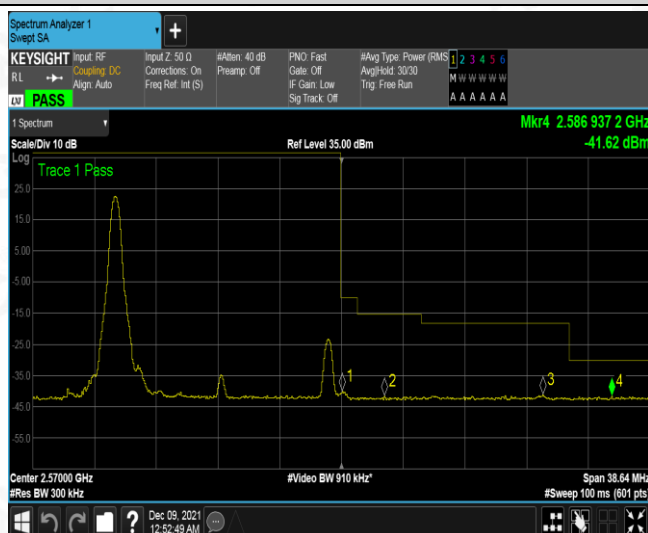 Spectrum Analyzer 1
Swept SA
+
KEYSIGHT
RL
LXI PASS
Input: RF
Coupling: DC
Align: Auto
Input Z: 50 Ω
Corrections: On
Freq Ref: Int (S)
#Atten: 40 dB
Preamp: Off
PNO: Fast
Gate: Off
IF Gain: Low
Sig Track: Off
#Avg Type: Power (RMS
Avg|Hold: 30/30
Trig: Free Run
1 2 3 4 5 6
M W W W W W
A A A A A A
1 Spectrum
Mkr4 2.586 937 2 GHz
Scale/Div 10 dB
Ref Level 35.00 dBm
-41.62 dBm
Log
Trace 1 Pass
25.0
15.0
5.00
-5.00
-15.0
-25.0
-35.0
-45.0
-55.0
1
2
3
4
Center 2.57000 GHz
#Video BW 910 kHz*
Span 38.64 MHz
#Res BW 300 kHz
#Sweep 100 ms (601 pts)
?
Dec 09, 2021
12:52:49 AM